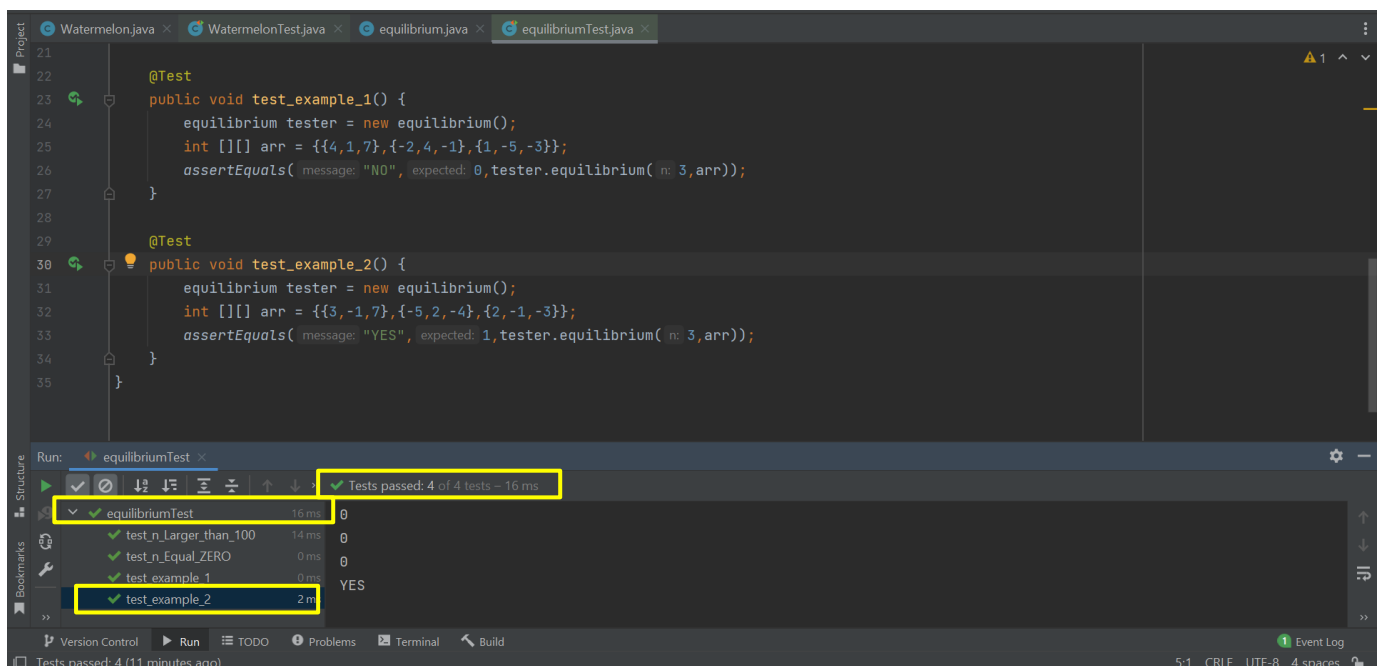 Project
Watermelon.java × WatermelonTest.java × equilibrium.java × equilibriumTest.java ×
21
1
22 @Test
23 public void test_example_1() {
24 equilibrium tester = new equilibrium();
25 int [][] arr = {{4,1,7},{-2,4,-1},{1,-5,-3}};
26 assertEquals( message: "NO", expected: 0,tester.equilibrium( n: 3,arr));
27 }
28
29 @Test
30 public void test_example_2() {
31 equilibrium tester = new equilibrium();
32 int [][] arr = {{3,-1,7},{-5,2,-4},{2,-1,-3}};
33 assertEquals( message: "YES", expected: 1,tester.equilibrium( n: 3,arr));
34 }
35 }
Structure
Bookmarks
Run: equilibriumTest ×
Tests passed: 4 of 4 tests – 16 ms
equilibriumTest 16 ms
test_n_Larger_than_100 14 ms
test_n_Equal_ZERO 0 ms
test_example_1 0 ms
test_example_2 2 ms
0
0
0
YES
Version Control Run TODO Problems Terminal Build 1 Event Log
Tests passed: 4 (11 minutes ago) 5:1 CRLF UTF-8 4 spaces